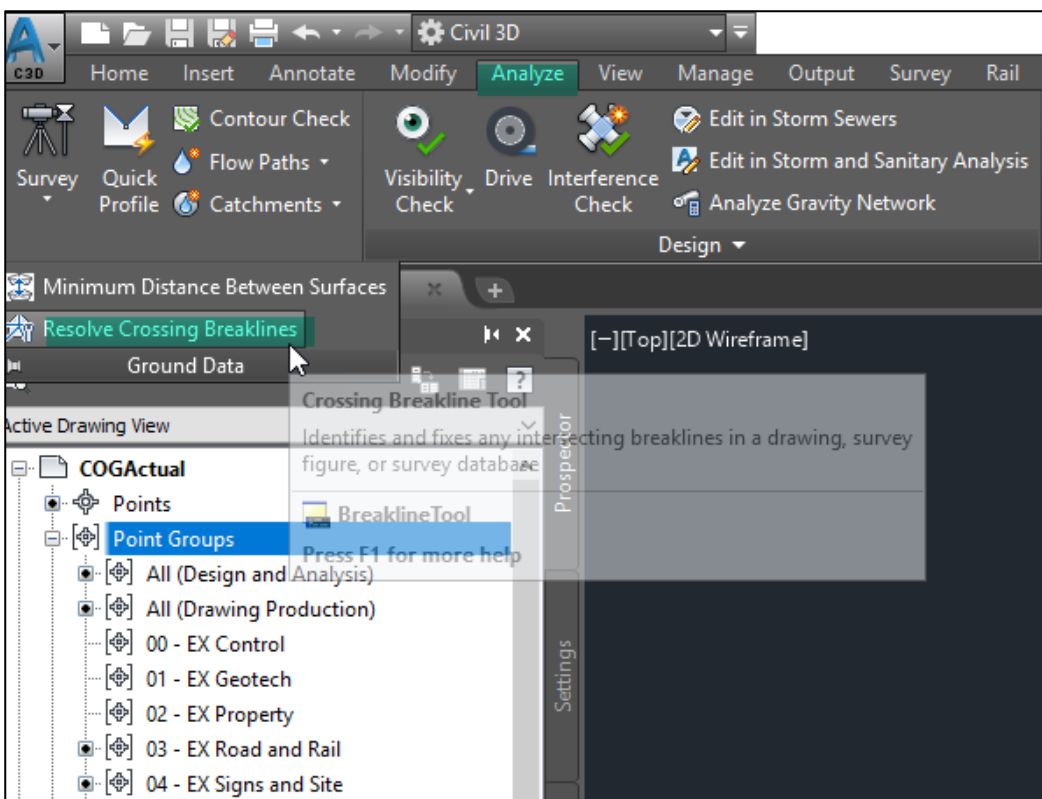 C3D
Civil 3D
Home Insert Annotate Modify Analyze View Manage Output Survey Rail
Survey
Quick
Profile
Contour Check
Flow Paths
Catchments
Visibility
Check
Drive
Interference
Check
Edit in Storm Sewers
Edit in Storm and Sanitary Analysis
Analyze Gravity Network
Design
Minimum Distance Between Surfaces
Resolve Crossing Breaklines
Ground Data
[−][Top][2D Wireframe]
Crossing Breakline Tool
Identifies and fixes any intersecting breaklines in a drawing, survey
figure, or survey database
BreaklineTool
Press F1 for more help
Active Drawing View
COGActual
Points
Point Groups
All (Design and Analysis)
All (Drawing Production)
00 - EX Control
01 - EX Geotech
02 - EX Property
03 - EX Road and Rail
04 - EX Signs and Site
Prospector
Settings